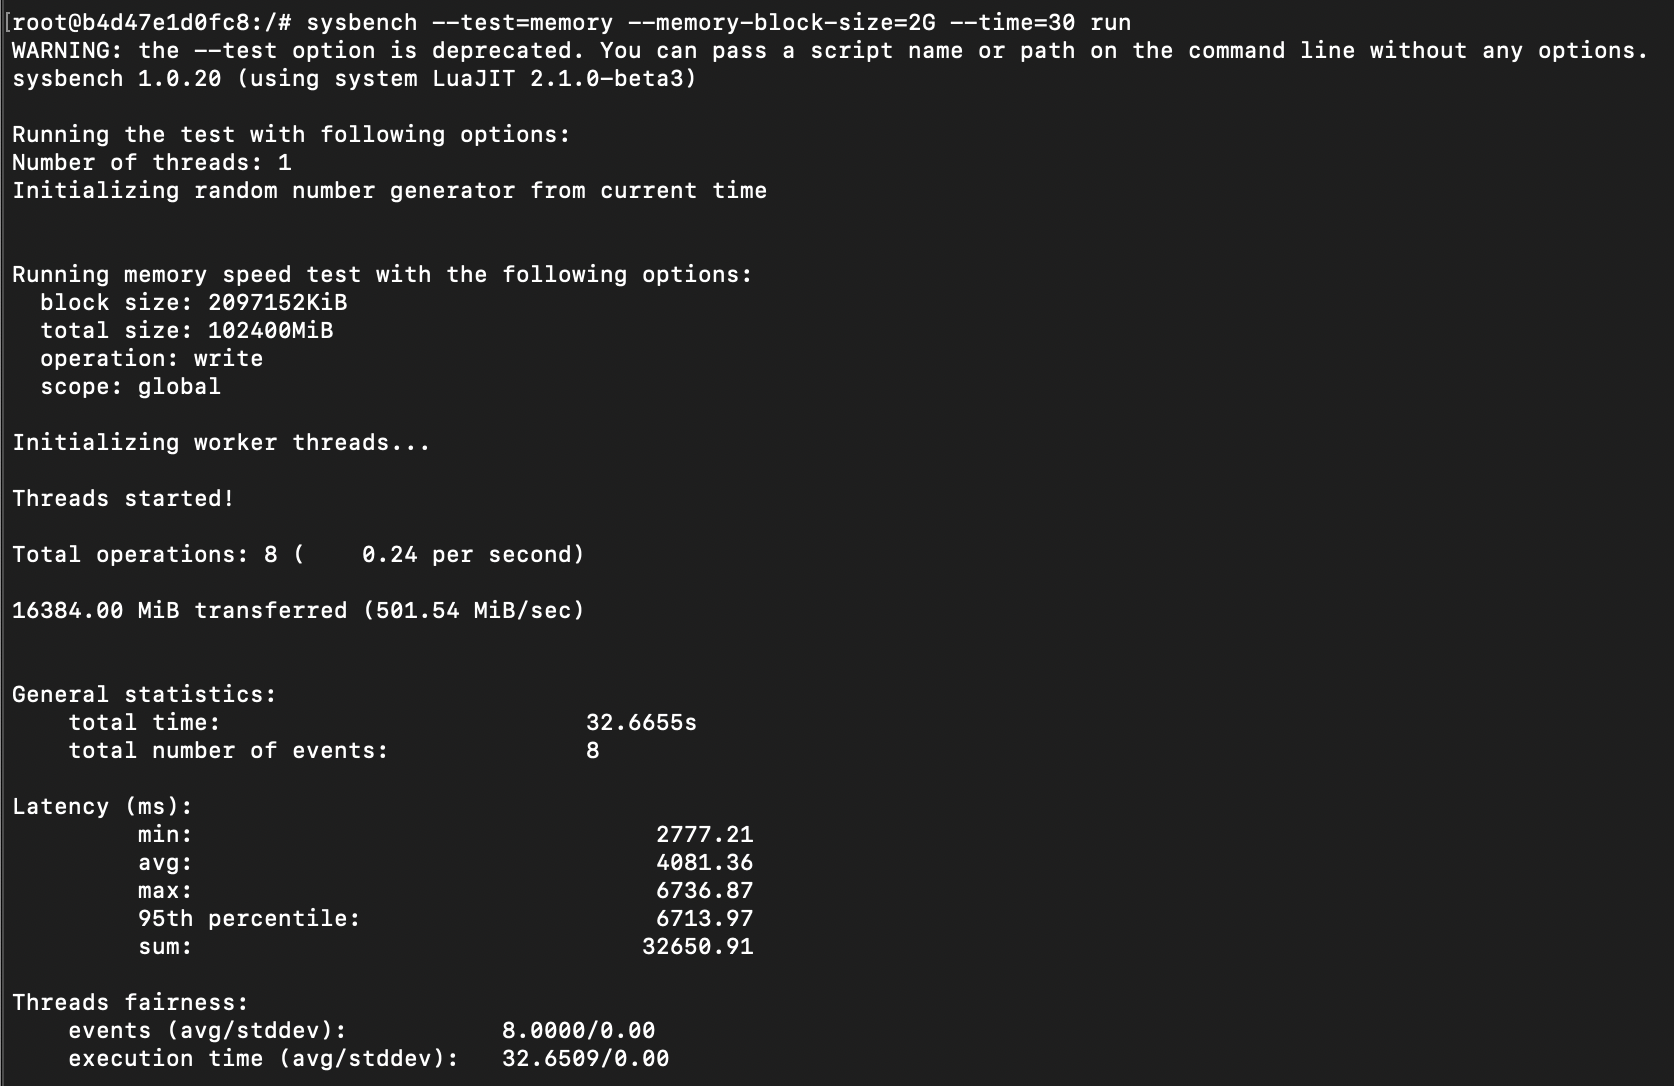 [root@b4d47e1d0fc8:/# sysbench --test=memory --memory-block-size=2G --time=30 run
WARNING: the --test option is deprecated. You can pass a script name or path on the command line without any options.
sysbench 1.0.20 (using system LuaJIT 2.1.0-beta3)
Running the test with following options:
Number of threads: 1
Initializing random number generator from current time
Running memory speed test with the following options:
block size: 2097152KiB
total size: 102400MiB
operation: write
scope: global
Initializing worker threads...
Threads started!
Total operations: 8 (    0.24 per second)
16384.00 MiB transferred (501.54 MiB/sec)
General statistics:
total time: 32.6655s
total number of events: 8
Latency (ms):
min: 2777.21
avg: 4081.36
max: 6736.87
95th percentile: 6713.97
sum: 32650.91
Threads fairness:
events (avg/stddev): 8.0000/0.00
execution time (avg/stddev): 32.6509/0.00